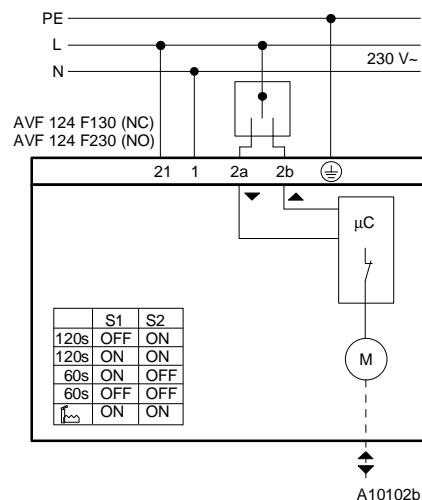 PE
L
N
230 V~
AVF 124 F130 (NC)
AVF 124 F230 (NO)
21 1 2a 2b
µC
S1 S2
120s OFF ON
120s ON ON
60s ON OFF
60s OFF OFF
ON ON
M
A10102b